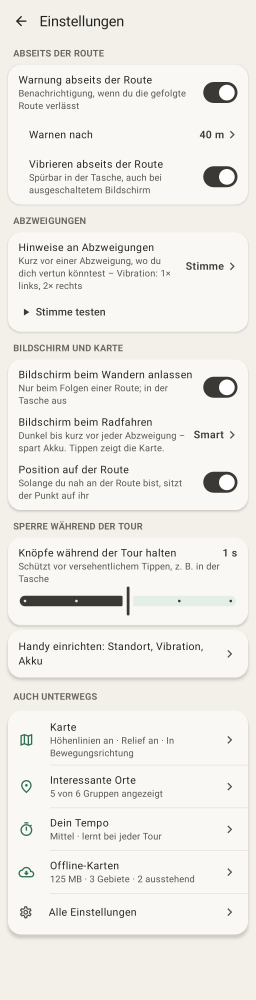 Einstellungen
ABSEITS DER ROUTE
Warnung abseits der Route
Benachrichtigung, wenn du die gefolgte
Route verlässt
Warnen nach
40 m
Vibrieren abseits der Route
Spürbar in der Tasche, auch bei
ausgeschaltetem Bildschirm
ABZWEIGUNGEN
Hinweise an Abzweigungen
Kurz vor einer Abzweigung, wo du
dich vertun könntest – Vibration: 1×
links, 2× rechts
Stimme
Stimme testen
BILDSCHIRM UND KARTE
Bildschirm beim Wandern anlassen
Nur beim Folgen einer Route; in der
Tasche aus
Bildschirm beim Radfahren
Dunkel bis kurz vor jeder Abzweigung –
spart Akku. Tippen zeigt die Karte.
Smart
Position auf der Route
Solange du nah an der Route bist, sitzt
der Punkt auf ihr
SPERRE WÄHREND DER TOUR
Knöpfe während der Tour halten
1 s
Schützt vor versehentlichem Tippen, z. B. in der
Tasche
Handy einrichten: Standort, Vibration,
Akku
AUCH UNTERWEGS
Karte
Höhenlinien an · Relief an · In
Bewegungsrichtung
Interessante Orte
5 von 6 Gruppen angezeigt
Dein Tempo
Mittel · lernt bei jeder Tour
Offline-Karten
125 MB · 3 Gebiete · 2 ausstehend
Alle Einstellungen